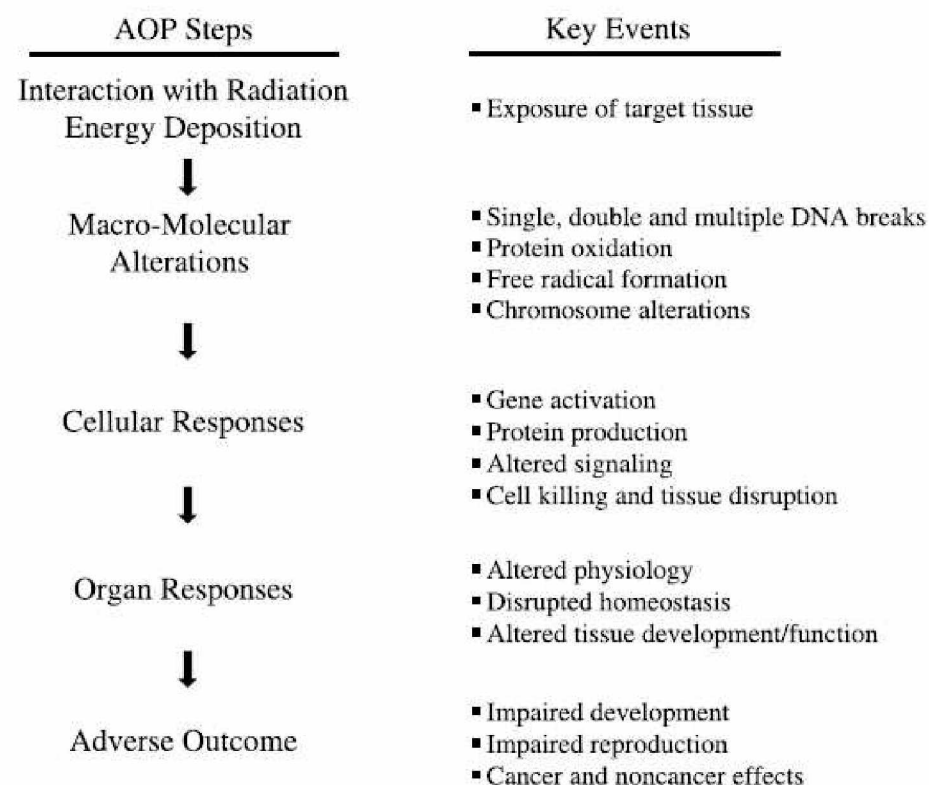 AOP Steps
Key Events
Interaction with Radiation
Energy Deposition
▪ Exposure of target tissue
Macro-Molecular
Alterations
▪ Single, double and multiple DNA breaks
▪ Protein oxidation
▪ Free radical formation
▪ Chromosome alterations
Cellular Responses
▪ Gene activation
▪ Protein production
▪ Altered signaling
▪ Cell killing and tissue disruption
Organ Responses
▪ Altered physiology
▪ Disrupted homeostasis
▪ Altered tissue development/function
Adverse Outcome
▪ Impaired development
▪ Impaired reproduction
▪ Cancer and noncancer effects